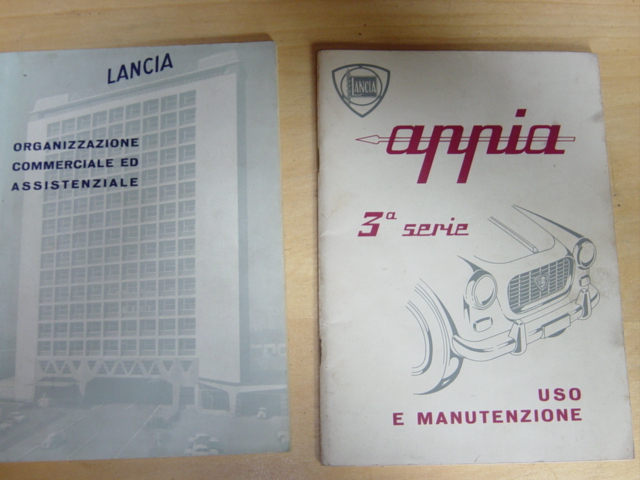 LANCIA
ORGANIZZAZIONE
COMMERCIALE ED
ASSISTENZIALE
LANCIA
appia
3ª serie
USO
E MANUTENZIONE